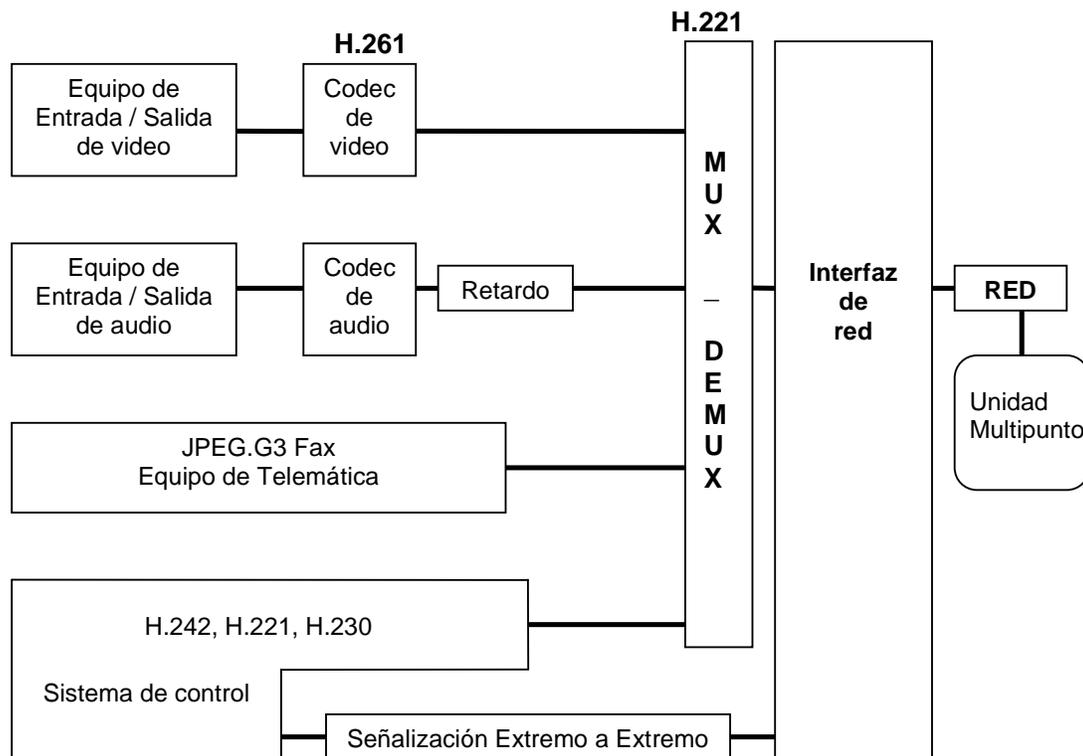 H.221
H.261
Equipo de
Entrada / Salida
de video
Codec
de
video
MUX _ DEMUX
Equipo de
Entrada / Salida
de audio
Codec
de
audio
Retardo
Interfaz
de
red
RED
Unidad
Multipunto
JPEG.G3 Fax
Equipo de Telemática
H.242, H.221, H.230
Sistema de control
Señalización Extremo a Extremo